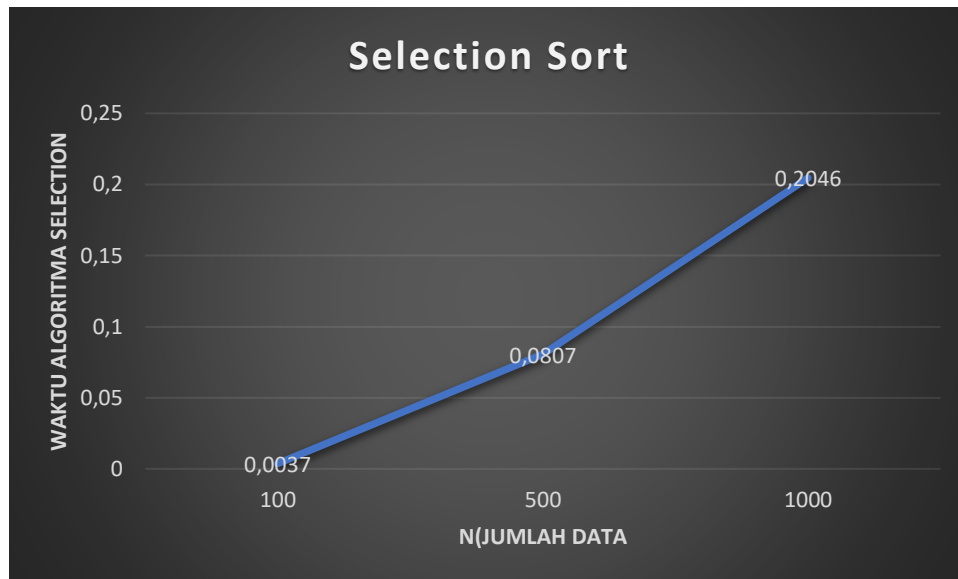 Selection Sort
0,25
0,2
0,15
0,1
0,05
0
WAKTU ALGORITMA SELECTION
0,0037
0,0807
0,2046
100 500 1000
N(JUMLAH DATA